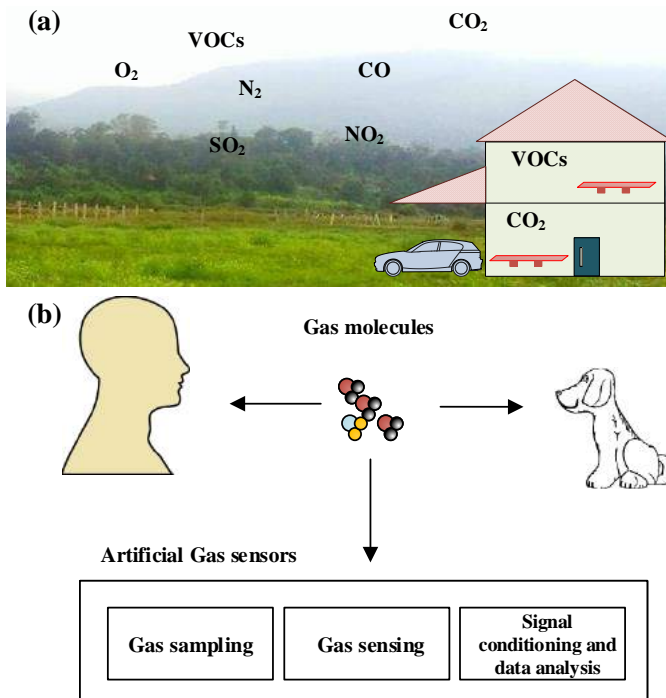 (a)
VOCs
CO₂
O₂
N₂
CO
SO₂
NO₂
VOCs
CO₂
(b)
Gas molecules
Artificial Gas sensors
Gas sampling
Gas sensing
Signal
conditioning and
data analysis